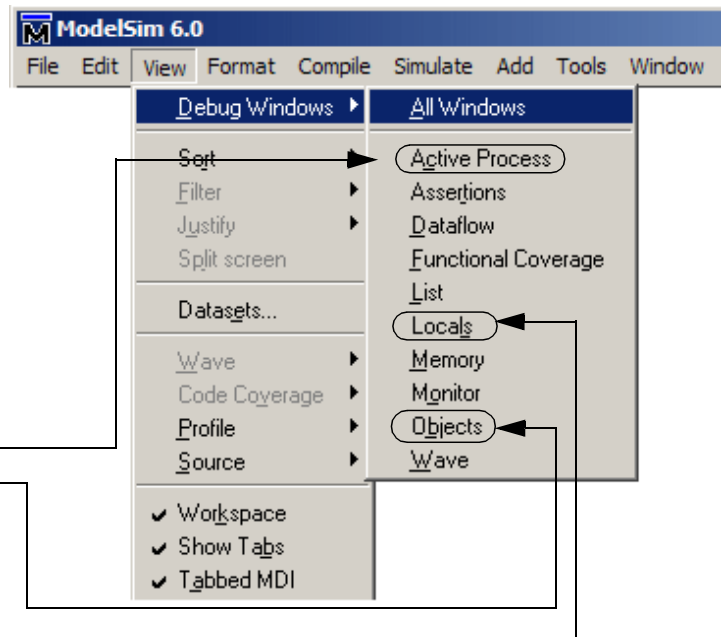 ModelSim 6.0
File Edit View Format Compile Simulate Add Tools Window
Debug Windows
Sort
Filter
Justify
Split screen
Datasets...
Wave
Code Coverage
Profile
Source
Workspace
Show Tabs
Tabbed MDI
All Windows
Active Process
Assertions
Dataflow
Functional Coverage
List
Locals
Memory
Monitor
Objects
Wave